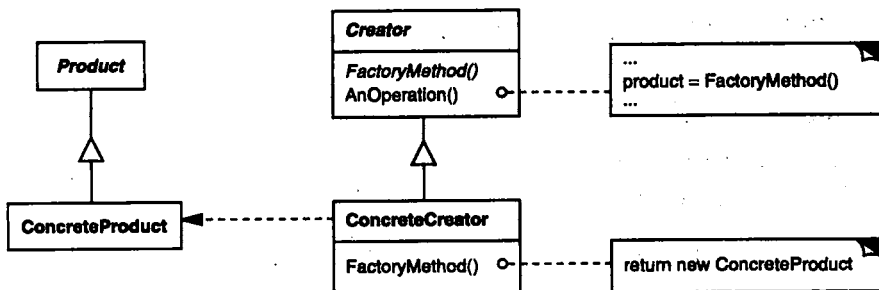 Product
ConcreteProduct
Creator
FactoryMethod()
AnOperation()
...
product = FactoryMethod()
...
ConcreteCreator
FactoryMethod()
return new ConcreteProduct